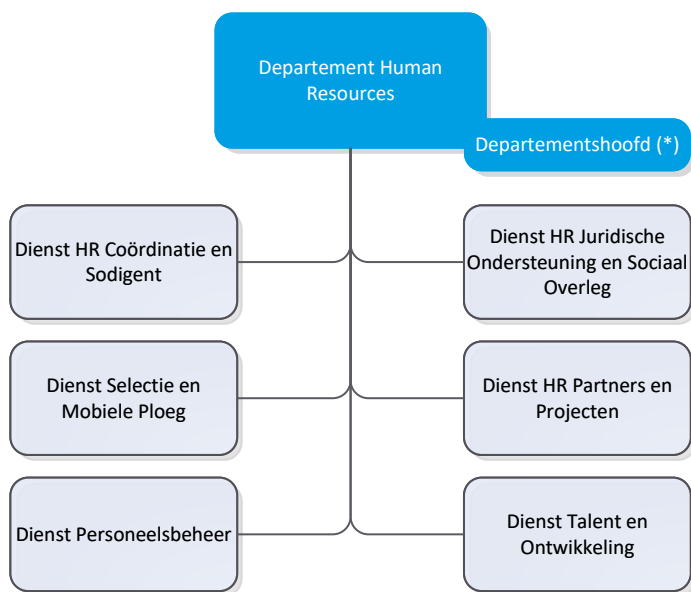 Departement Human
Resources
Departementshoofd (*)
Dienst HR Coördinatie en
Sodigent
Dienst HR Juridische
Ondersteuning en Sociaal
Overleg
Dienst Selectie en
Mobiele Ploeg
Dienst HR Partners en
Projecten
Dienst Personeelsbeheer
Dienst Talent en
Ontwikkeling